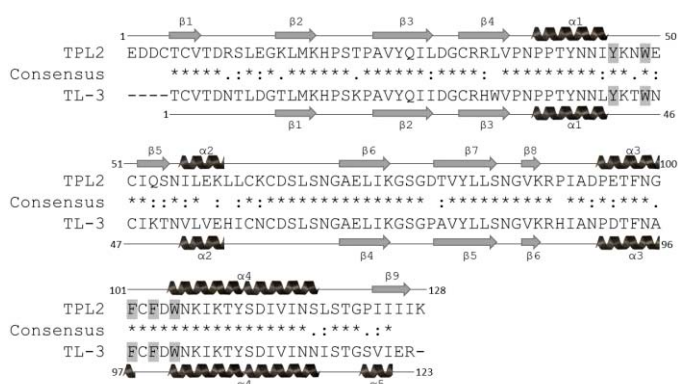 β1 β2 β3 β4 α1
1 50
TPL2 EDDCTCVTDRSLEGKLMKHPSTPAVYQILDGCRRLVPNPPTYNNIYKNWE
Consensus *****.:*:* ***** ******:******: ************:**.*:
TL-3 ----TCVTDNTLDGTLMKHPSKPAVYQIIDGCRHWVPNPPTYNNLYKTWN
1 46
β1 β2 β3 α1
β5 α2 β6 β7 β8 α3
51 100
TPL2 CIQSNILEKLLCKCDSLSNGAELIKGSGDTVYLLSNGVKRPIADPETFNG
Consensus **::*:* : :*:**************** :************ **:*:***.
TL-3 CIKTNVLVEHICNCDSLSNGAELIKGSGPAVYLLSNGVKRHIANPDTFNA
47 96
α2 β4 β5 β6 α3
α4 β9
101 128
TPL2 FCFDWNKIKTYSDIVINSLSTGPIIIIK
Consensus *****************.:***.*:*
TL-3 FCFDWNKIKTYSDIVINNISTGSVIER-
97 123
α4 α5